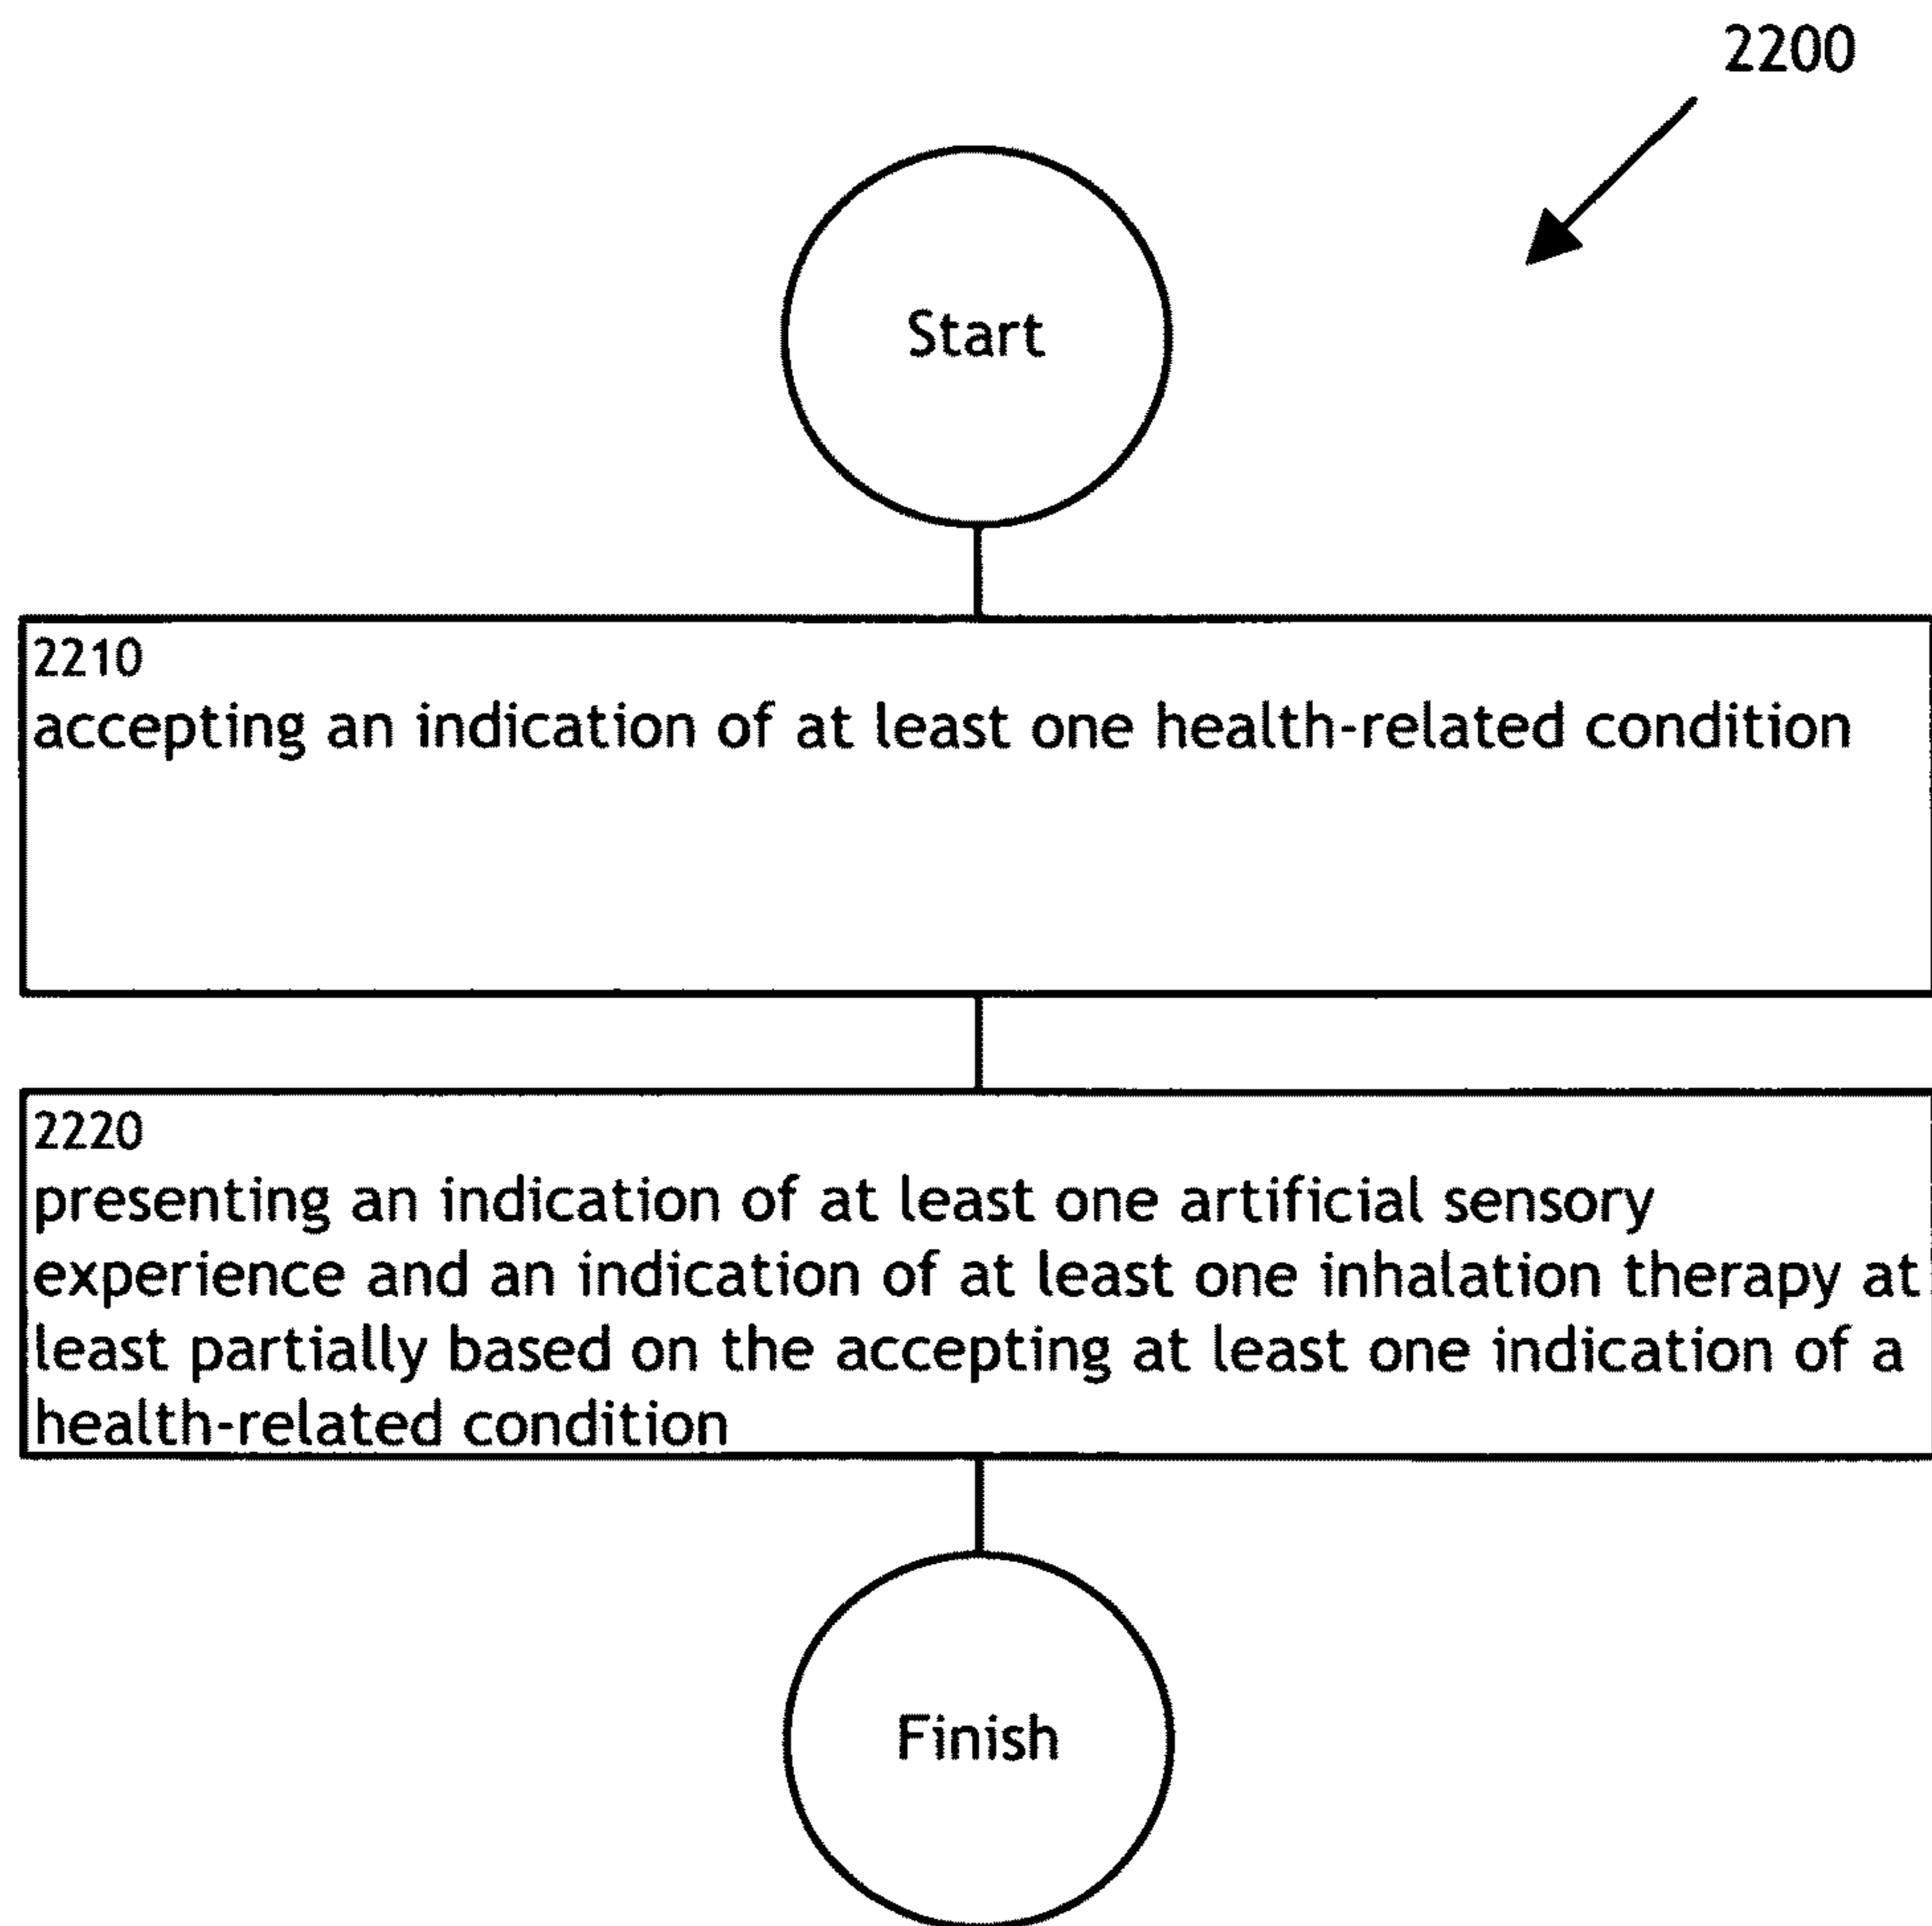 2200
Start
2210
accepting an indication of at least one health-related condition
2220
presenting an indication of at least one artificial sensory
experience and an indication of at least one inhalation therapy at
least partially based on the accepting at least one indication of a
health-related condition
Finish